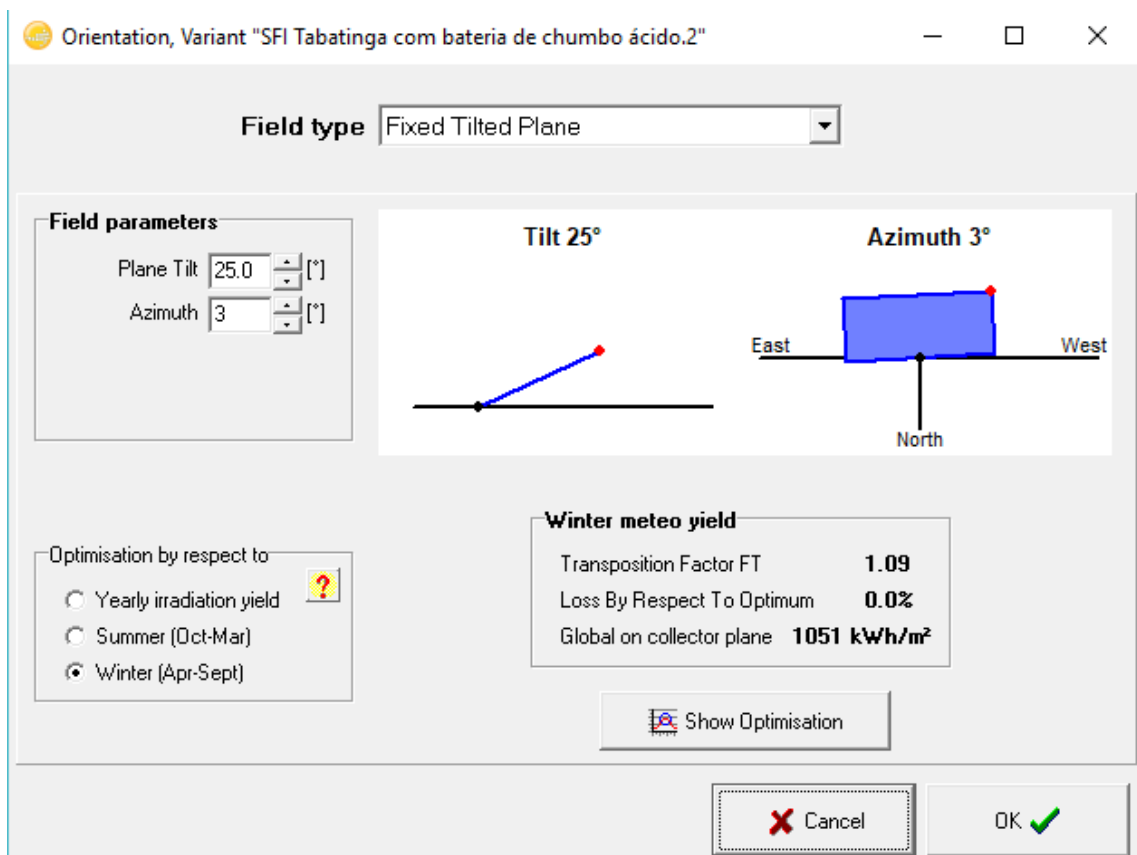 Orientation, Variant "SFI Tabatinga com bateria de chumbo ácido.2"
Field type Fixed Tilted Plane
Field parameters
Plane Tilt 25.0 [°]
Azimuth 3 [°]
Tilt 25°
Azimuth 3°
East
West
North
Optimisation by respect to
?
Yearly irradiation yield
Summer (Oct-Mar)
Winter (Apr-Sept)
Winter meteo yield
Transposition Factor FT 1.09
Loss By Respect To Optimum 0.0%
Global on collector plane 1051 kWh/m²
Show Optimisation
Cancel
OK